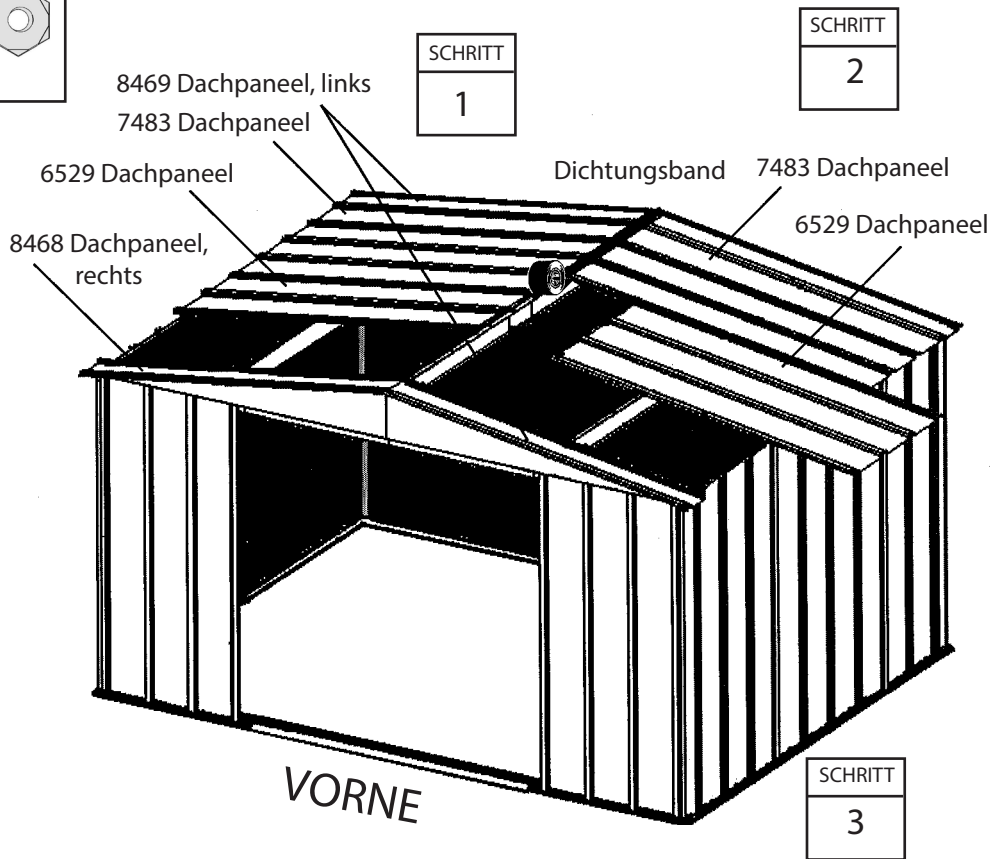 SCHRITT
1
SCHRITT
2
8469 Dachpaneel, links
7483 Dachpaneel
6529 Dachpaneel
8468 Dachpaneel,
rechts
Dichtungsband
7483 Dachpaneel
6529 Dachpaneel
VORNE
SCHRITT
3